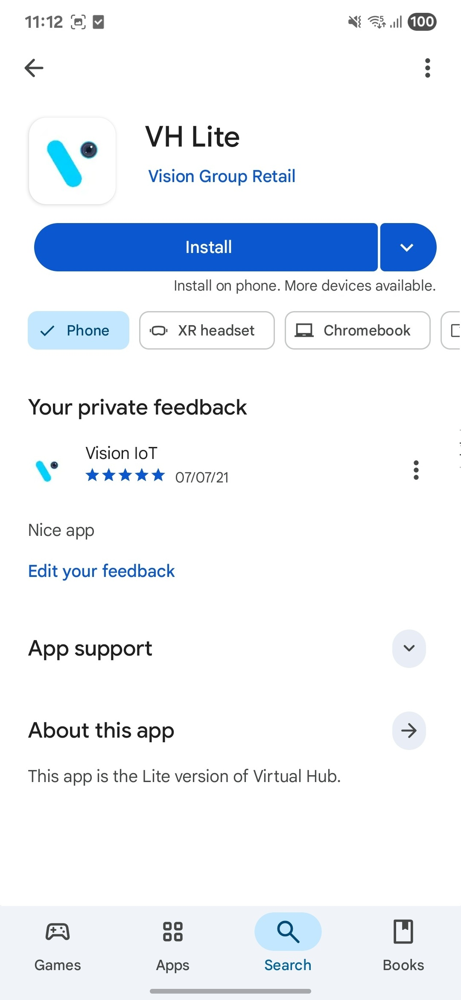 11:12
5
100
VH Lite
Vision Group Retail
Install
Install on phone. More devices available.
Phone
XR headset
Chromebook
Your private feedback
Vision IoT
07/07/21
Nice app
Edit your feedback
App support
About this app
This app is the Lite version of Virtual Hub.
Games
Apps
Search
Books